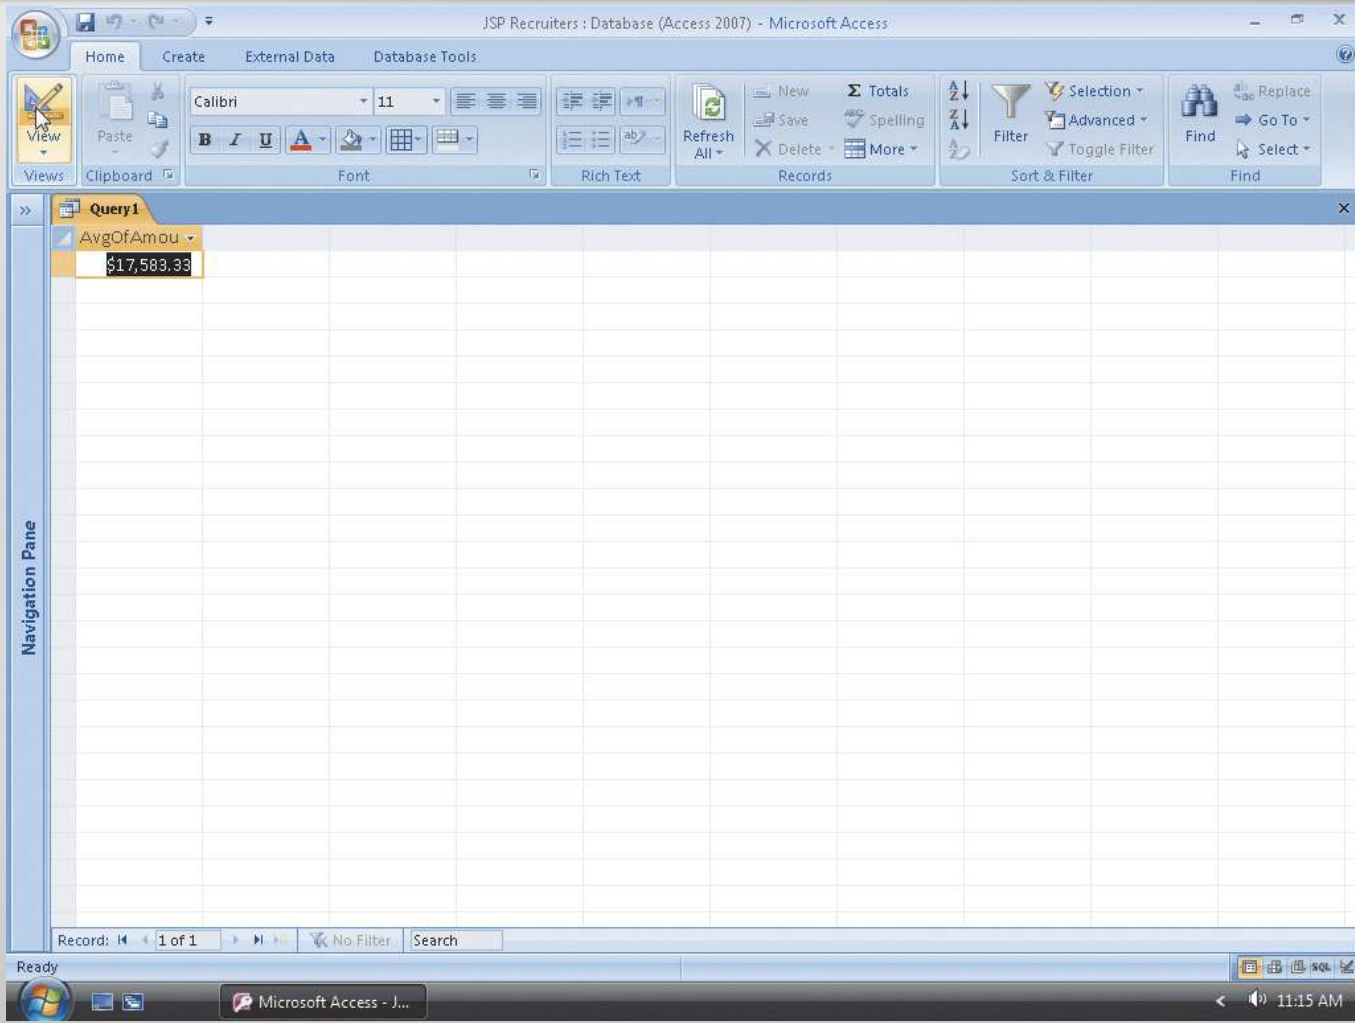 JSP Recruiters : Database (Access 2007) - Microsoft Access
Home Create External Data Database Tools
View
Views
Paste
Clipboard
Calibri 11
B I U A
Font
Rich Text
Refresh All
New Σ Totals
Save Spelling
Delete More
Records
Filter
Selection
Advanced
Toggle Filter
Sort & Filter
Find
Replace
Go To
Select
Find
Query1
AvgOfAmou
$17,583.33
Navigation Pane
Record: 1 of 1 No Filter Search
Ready SQL
Microsoft Access - J... 11:15 AM